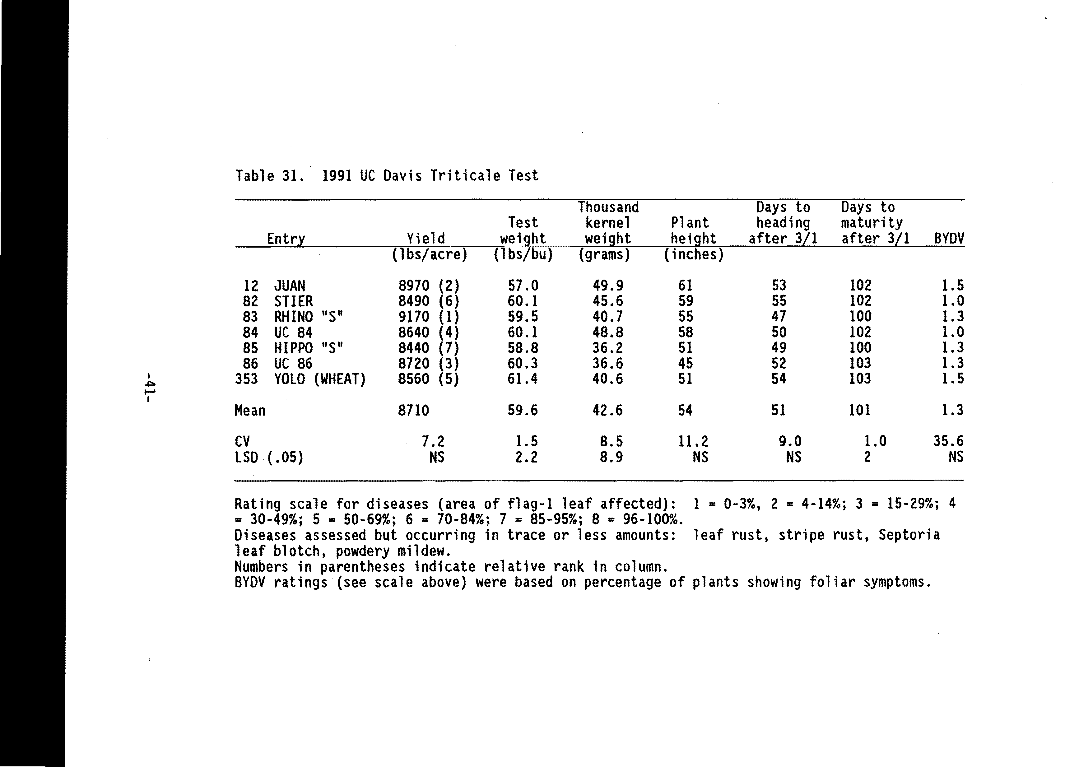 Table 31. 1991 UC Davis Triticale Test
Thousand Days to Days to
Test kernel Plant heading maturity
Entry Yield weight weight height after 3/1 after 3/1 BYDV
(lbs/acre) (lbs/bu) (grams) (inches)
12 JUAN 8970 (2) 57.0 49.9 61 53 102 1.5
82 STIER 8490 (6) 60.1 45.6 59 55 102 1.0
83 RHINO "S" 9170 (1) 59.5 40.7 55 47 100 1.3
84 UC 84 8640 (4) 60.1 48.8 58 50 102 1.0
85 HIPPO "S" 8440 (7) 58.8 36.2 51 49 100 1.3
86 UC 86 8720 (3) 60.3 36.6 45 52 103 1.3
353 YOLO (WHEAT) 8560 (5) 61.4 40.6 51 54 103 1.5
Mean 8710 59.6 42.6 54 51 101 1.3
CV 7.2 1.5 8.5 11.2 9.0 1.0 35.6
LSD (.05) NS 2.2 8.9 NS NS 2 NS
Rating scale for diseases (area of flag-1 leaf affected): 1 = 0-3%, 2 = 4-14%; 3 = 15-29%; 4
= 30-49%; 5 = 50-69%; 6 = 70-84%; 7 = 85-95%; 8 = 96-100%.
Diseases assessed but occurring in trace or less amounts: leaf rust, stripe rust, Septoria
leaf blotch, powdery mildew.
Numbers in parentheses indicate relative rank in column.
BYDV ratings (see scale above) were based on percentage of plants showing foliar symptoms.
-41-